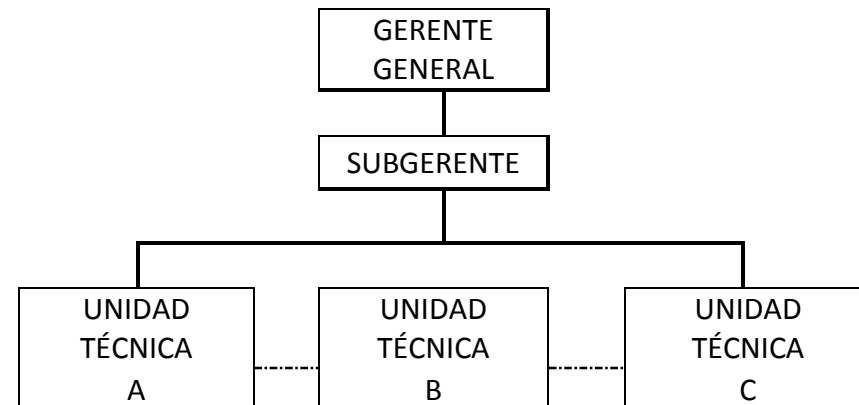 GERENTE
GENERAL
SUBGERENTE
UNIDAD
TÉCNICA
A
UNIDAD
TÉCNICA
B
UNIDAD
TÉCNICA
C